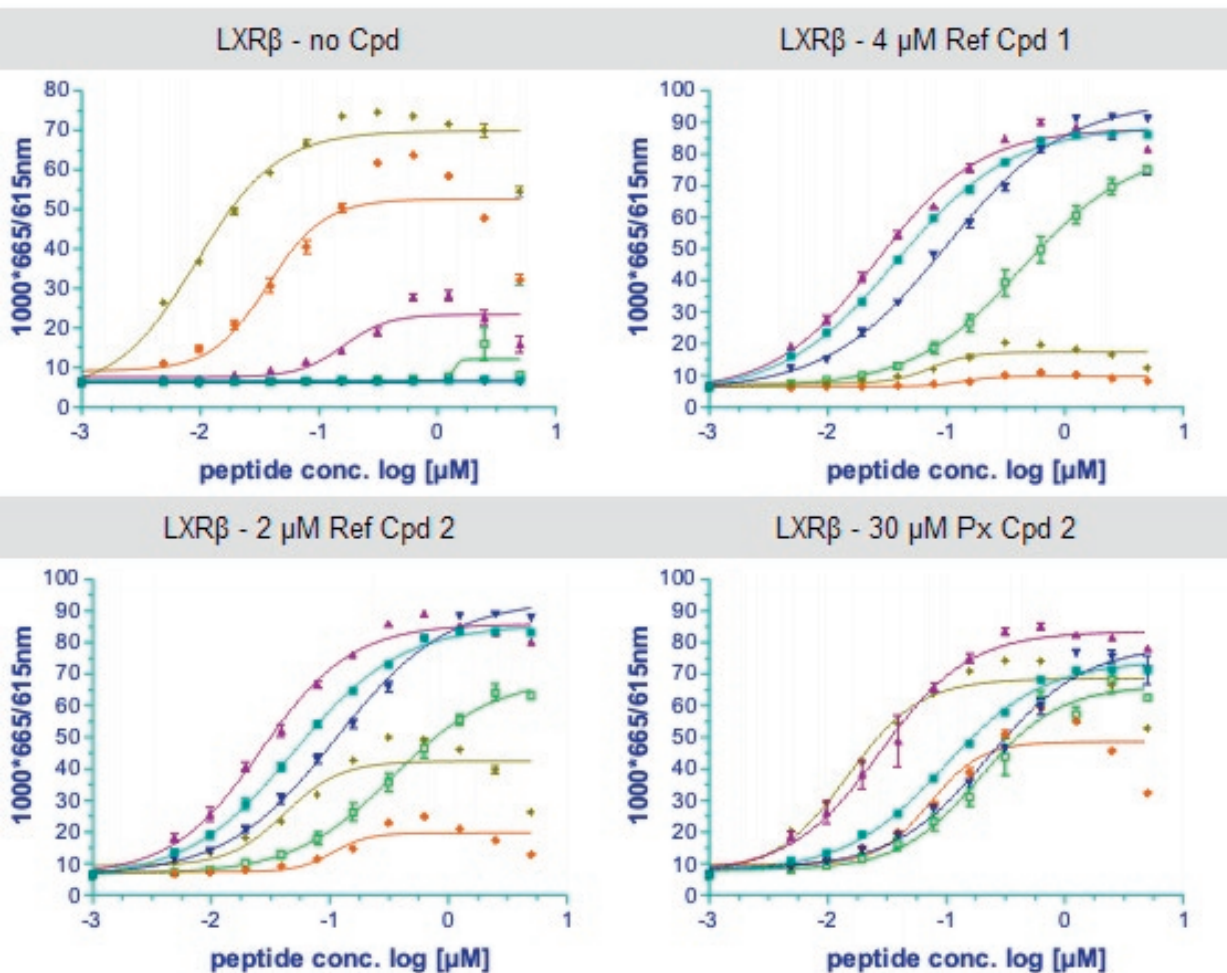 LXRβ - no Cpd
LXRβ - 4 µM Ref Cpd 1
1000*665/615nm
80
70
60
50
40
30
20
10
0
-3 -2 -1 0 1
peptide conc. log [µM]
1000*665/615nm
100
90
80
70
60
50
40
30
20
10
0
-3 -2 -1 0 1
peptide conc. log [µM]
LXRβ - 2 µM Ref Cpd 2
LXRβ - 30 µM Px Cpd 2
1000*665/615nm
100
90
80
70
60
50
40
30
20
10
0
-3 -2 -1 0 1
peptide conc. log [µM]
1000*665/615nm
100
90
80
70
60
50
40
30
20
10
0
-3 -2 -1 0 1
peptide conc. log [µM]